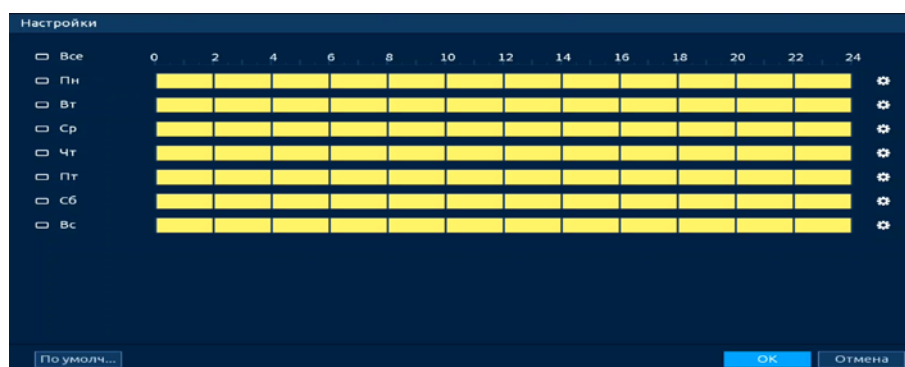 Настройки
Все 0 2 4 6 8 10 12 14 16 18 20 22 24
Пн
Вт
Ср
Чт
Пт
Сб
Вс
По умолч... OK Отмена